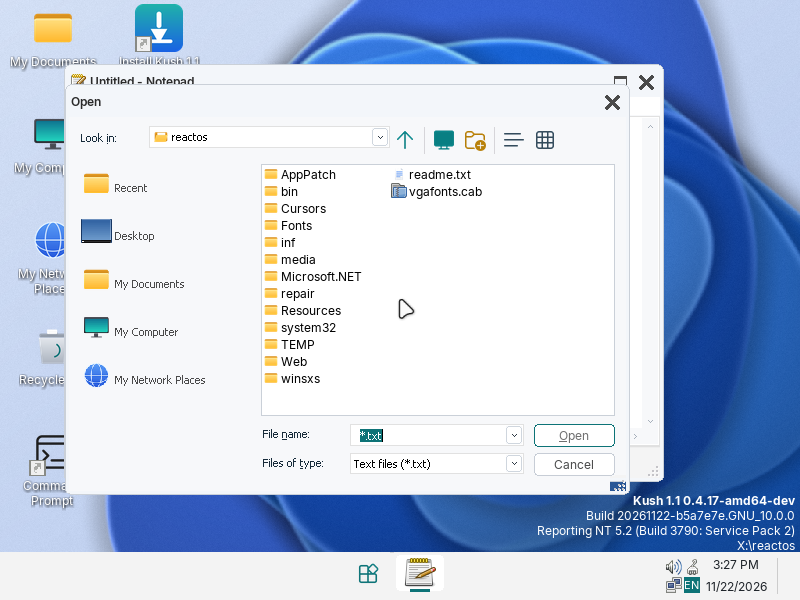 My Documents
Install Kush 1.1
Untitled - Notepad
Open
Look in:
reactos
My Comp
My Netw
Place
Recycle
Comma
Prompt
Recent
Desktop
My Documents
My Computer
My Network Places
AppPatch
bin
Cursors
Fonts
inf
media
Microsoft.NET
repair
Resources
system32
TEMP
Web
winsxs
readme.txt
vgafonts.cab
File name:
*.txt
Open
Files of type:
Text files (*.txt)
Cancel
Kush 1.1 0.4.17-amd64-dev
Build 20261122-b5a7e7e.GNU_10.0.0
Reporting NT 5.2 (Build 3790: Service Pack 2)
X:\reactos
3:27 PM
EN
11/22/2026